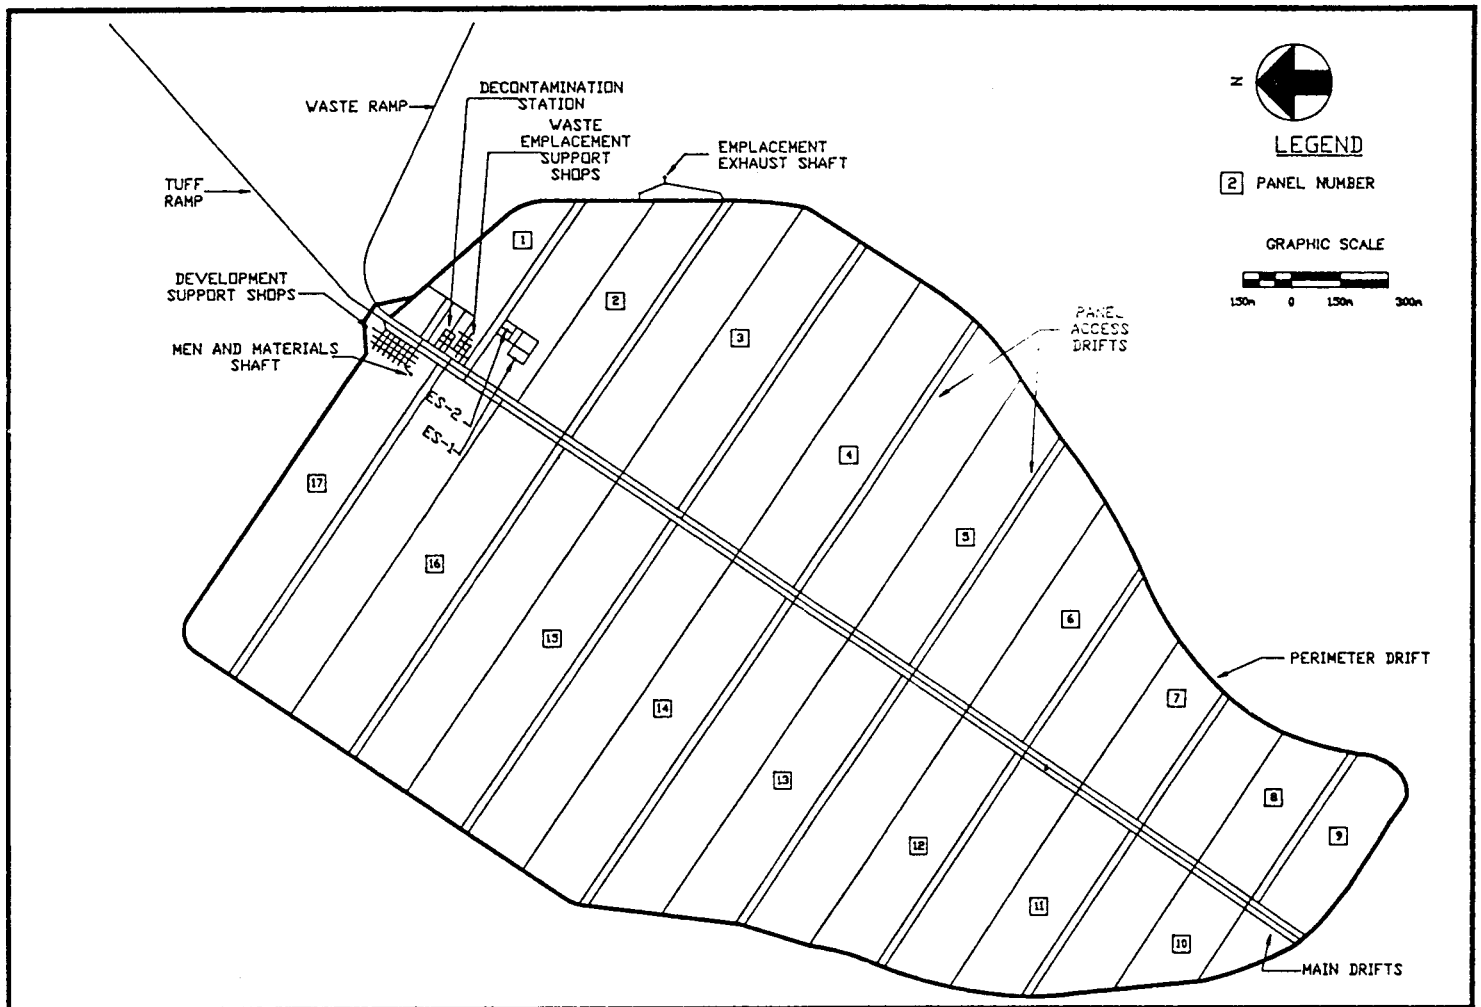 WASTE RAMP
DECONTAMINATION
STATION
WASTE
EMPLACEMENT
SUPPORT
SHOPS
EMPLACEMENT
EXHAUST SHAFT
N
LEGEND
2 PANEL NUMBER
GRAPHIC SCALE
150m 0 150m 300m
TUFF
RAMP
DEVELOPMENT
SUPPORT SHOPS
MEN AND MATERIALS
SHAFT
ES-2
ES-1
PANEL
ACCESS
DRIFTS
1
2
3
4
5
6
7
8
9
10
11
12
13
14
15
16
17
PERIMETER DRIFT
MAIN DRIFTS